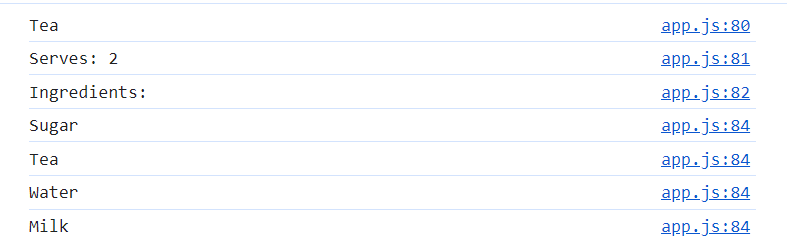 Tea app.js:80
Serves: 2 app.js:81
Ingredients: app.js:82
Sugar app.js:84
Tea app.js:84
Water app.js:84
Milk app.js:84